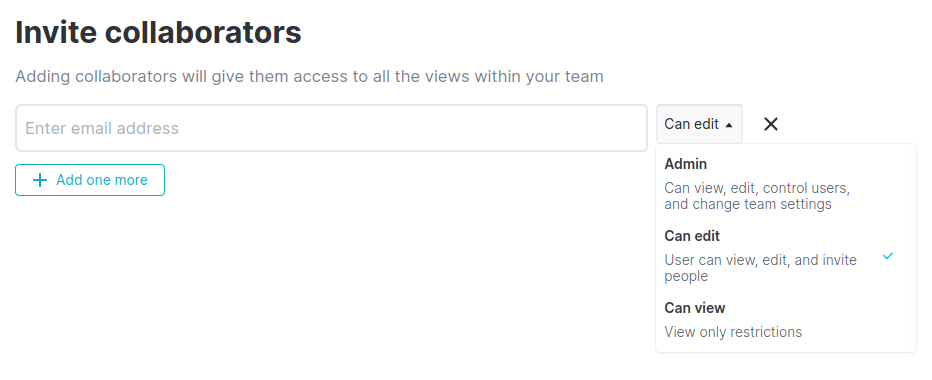 Invite collaborators
Adding collaborators will give them access to all the views within your team
Enter email address
Can edit
Add one more
Admin
Can view, edit, control users,
and change team settings
Can edit
User can view, edit, and invite
people
Can view
View only restrictions